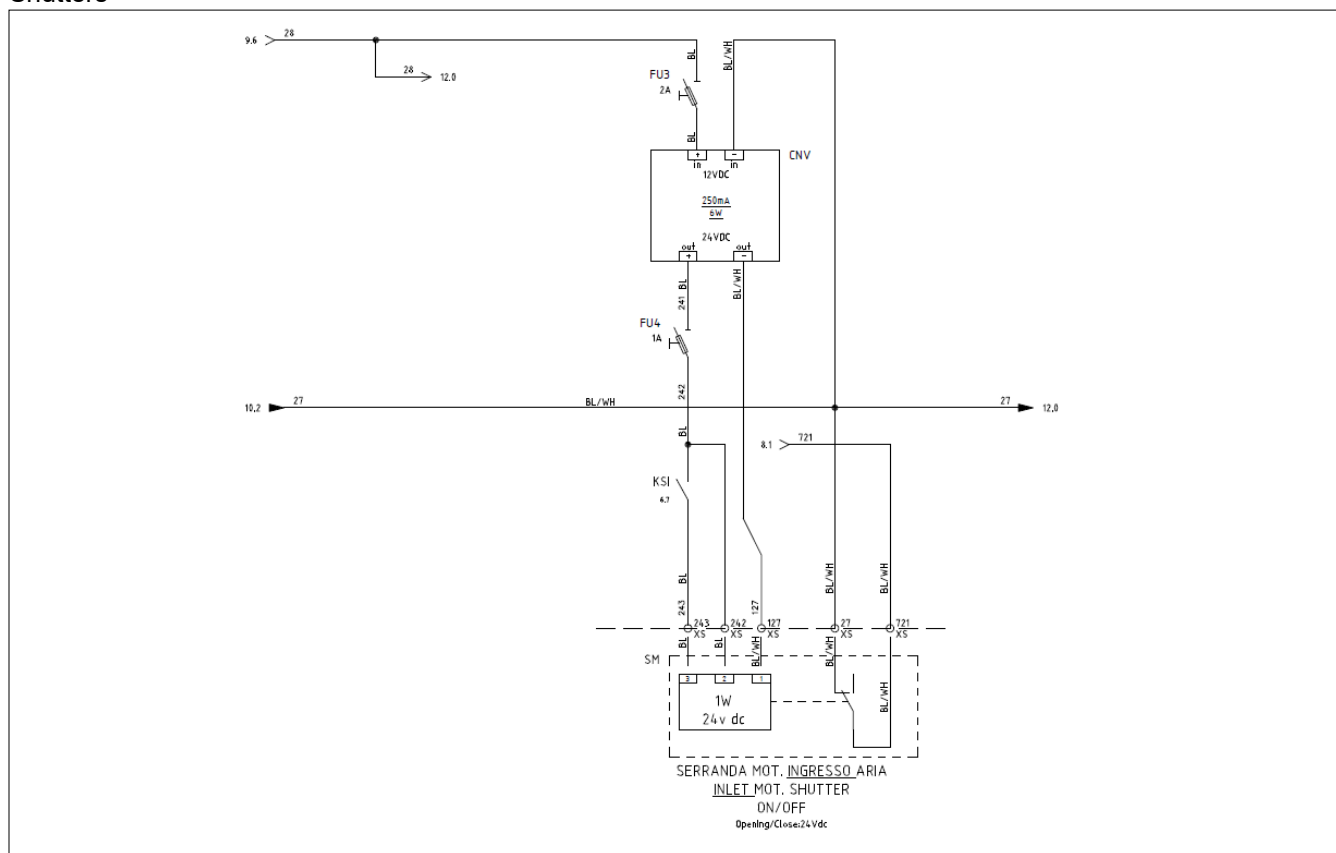 Shutters
9.6 28
28 12.0
BL BL/WH
FU3
2A
BL
+ -
in in
CNV
12VDC
250mA
6W
24VDC
out out
+ -
BL BL/WH
241
FU4
1A
242
10.2 27 BL/WH 27 12.0
BL
8.1 721
KSI
6.7
BL BL/WH BL/WH
243 127
243 242 127 27 721
XS XS XS XS XS
BL BL BL/WH BL/WH BL/WH
SM
3 2 1
1W
24v dc
SERRANDA MOT. INGRESSO ARIA
INLET MOT. SHUTTER
ON/OFF
Opening/Close:24Vdc